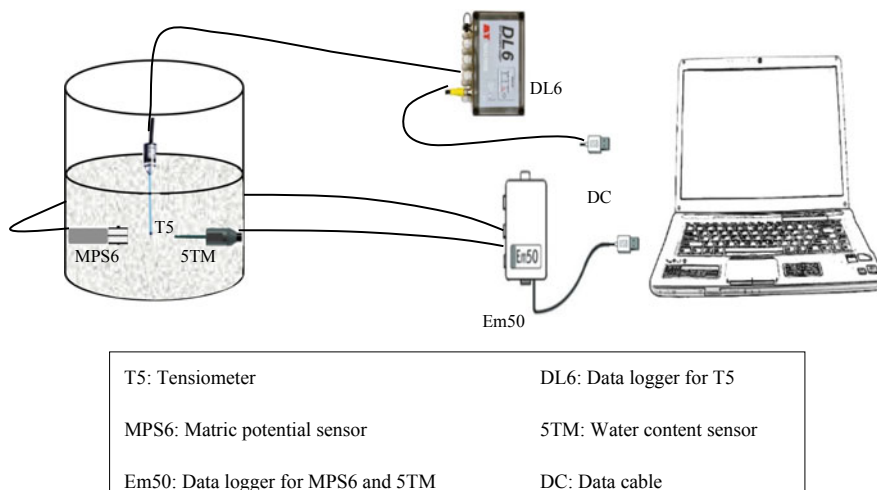 DL6
DL6
T5
MPS6
5TM
DC
Em50
Em50
T5: Tensiometer
DL6: Data logger for T5
MPS6: Matric potential sensor
5TM: Water content sensor
Em50: Data logger for MPS6 and 5TM
DC: Data cable